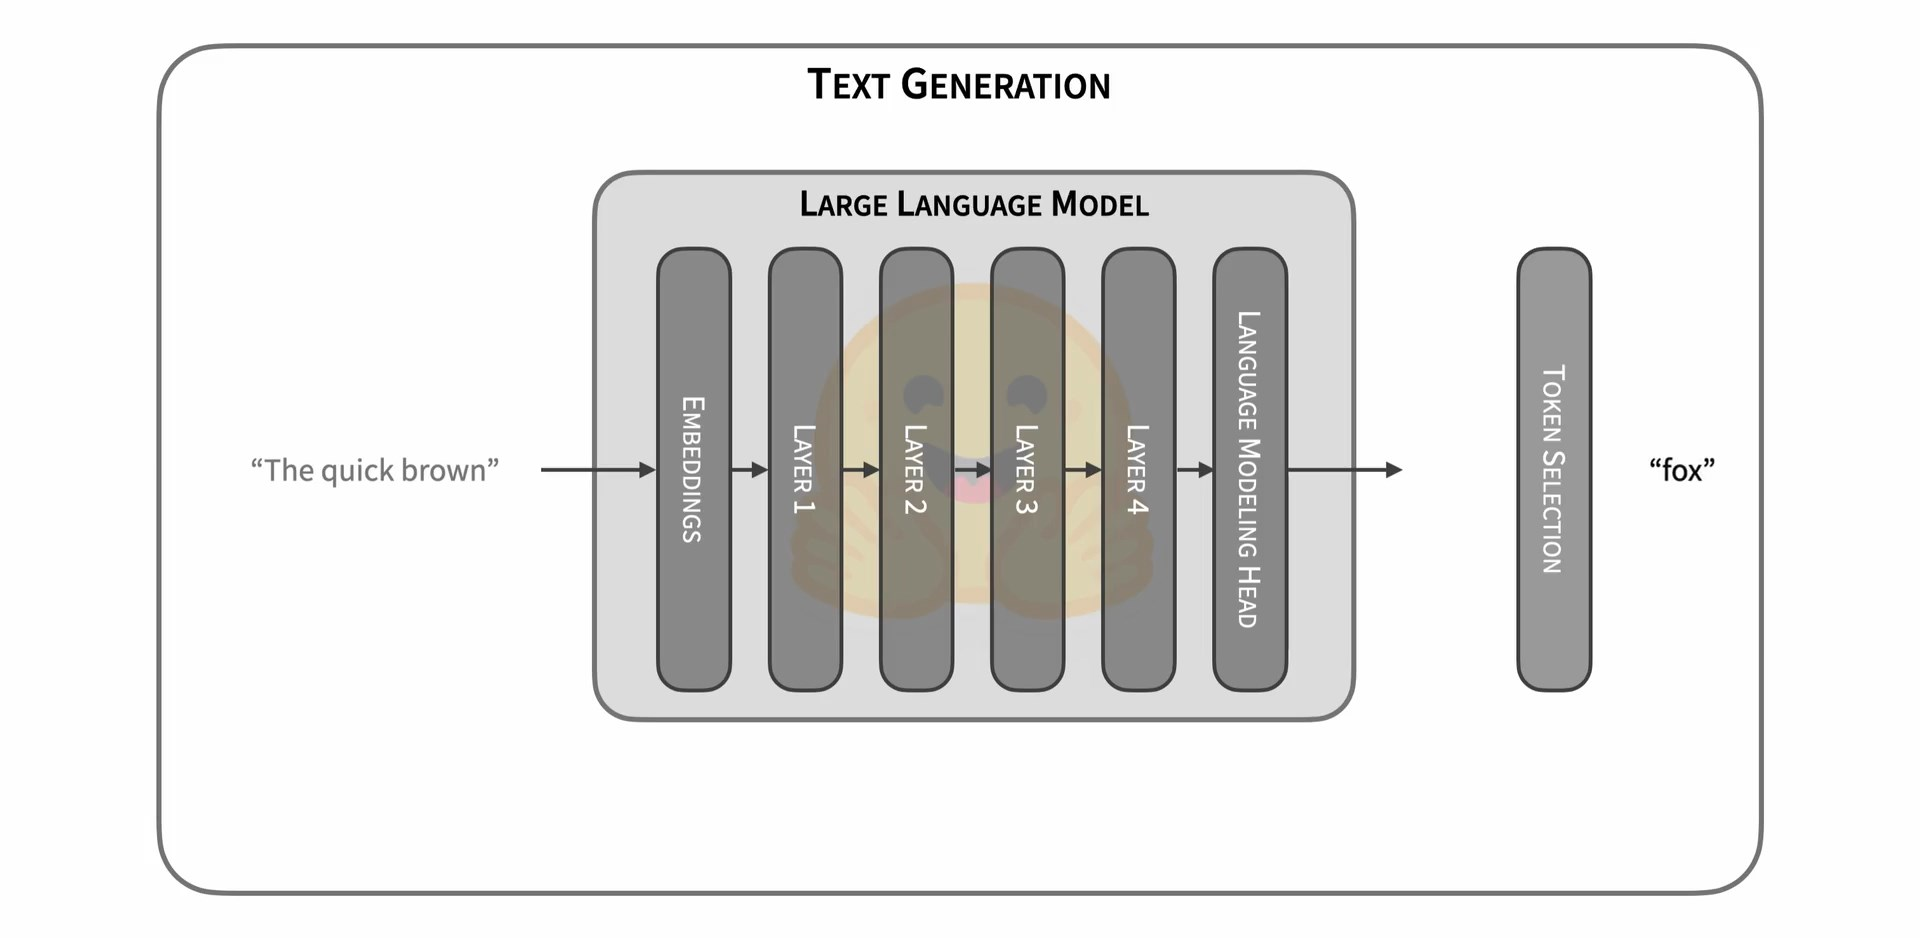 TEXT GENERATION
LARGE LANGUAGE MODEL
“The quick brown”
EMBEDDINGS
LAYER 1
LAYER 2
LAYER 3
LAYER 4
LANGUAGE MODELING HEAD
TOKEN SELECTION
“fox”